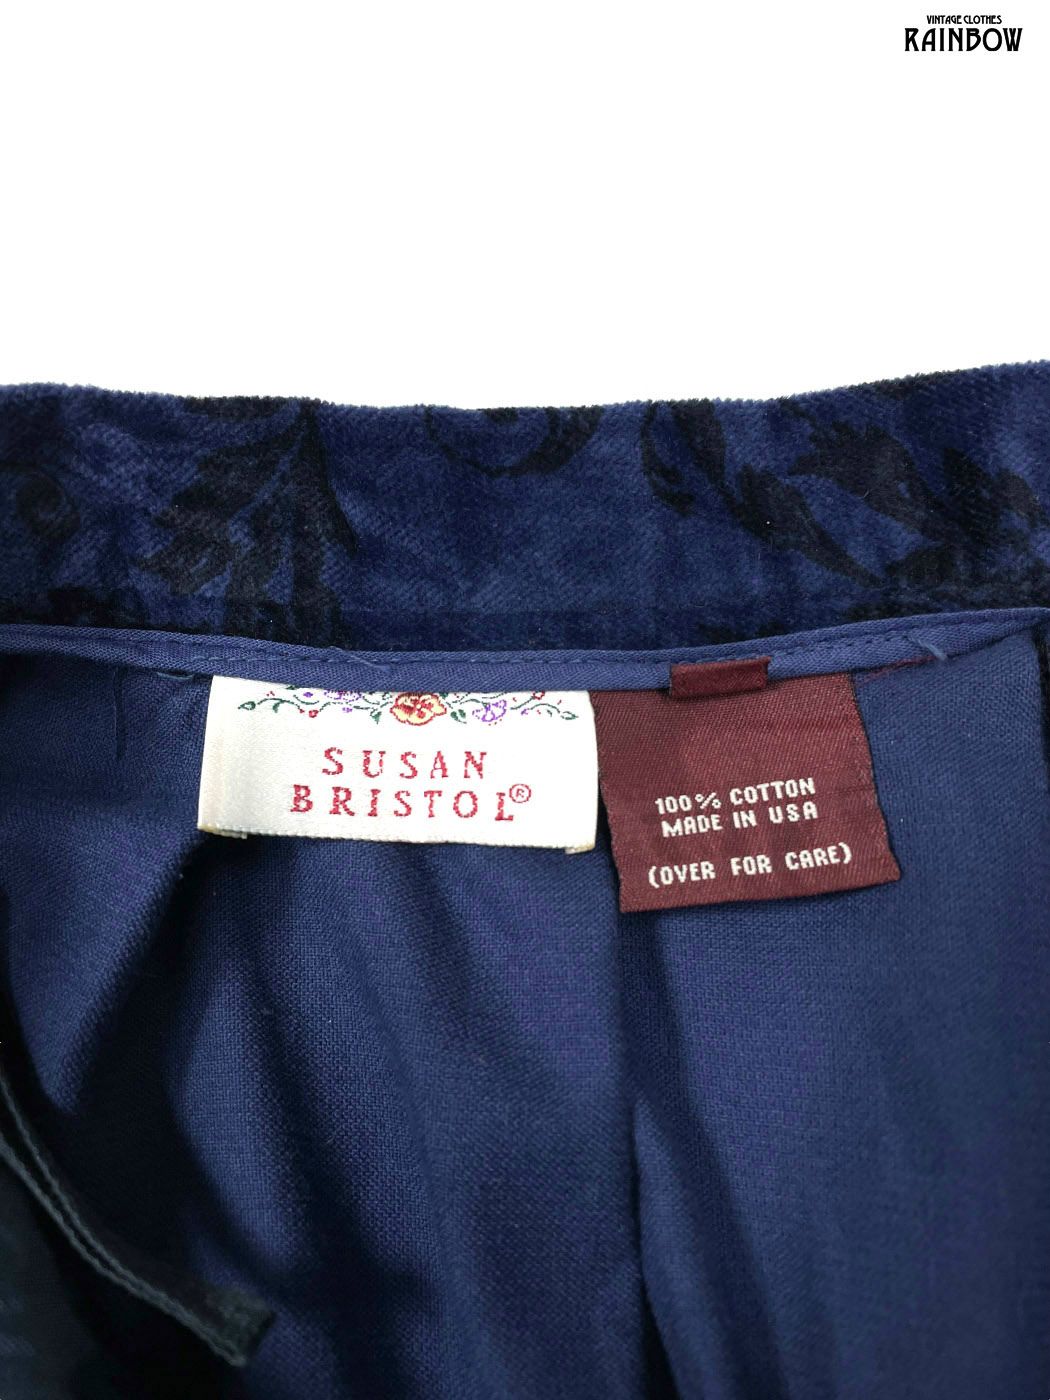 VINTAGE CLOTHES
RAINBOW
SUSAN
BRISTOL®
100% COTTON
MADE IN USA
(OVER FOR CARE)